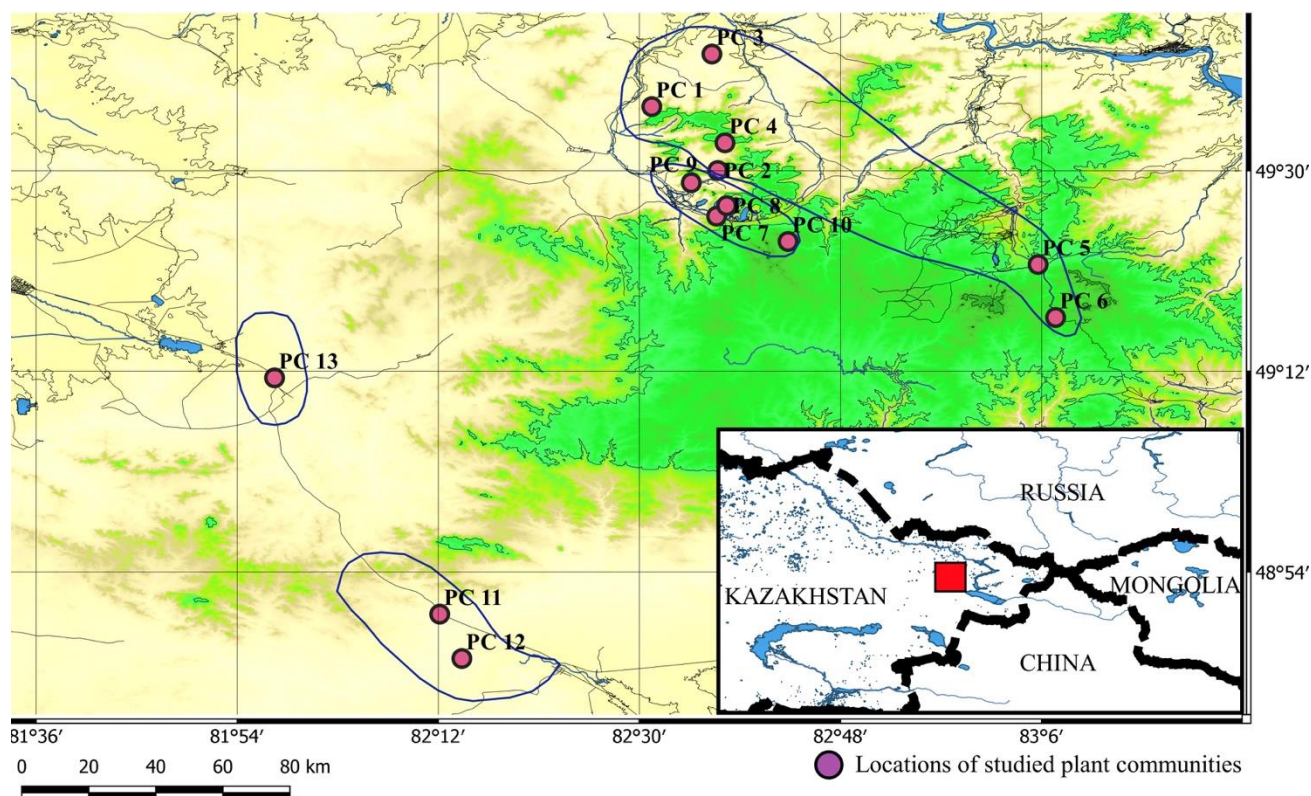 PC 3
PC 1
PC 4
PC 9
PC 2
49°30′
PC 8
PC 7
PC 10
PC 5
PC 6
PC 13
49°12′
RUSSIA
48°54′
KAZAKHSTAN
MONGOLIA
PC 11
PC 12
CHINA
81°36′ 81°54′ 82°12′ 82°30′ 82°48′ 83°6′
0 20 40 60 80 km
Locations of studied plant communities